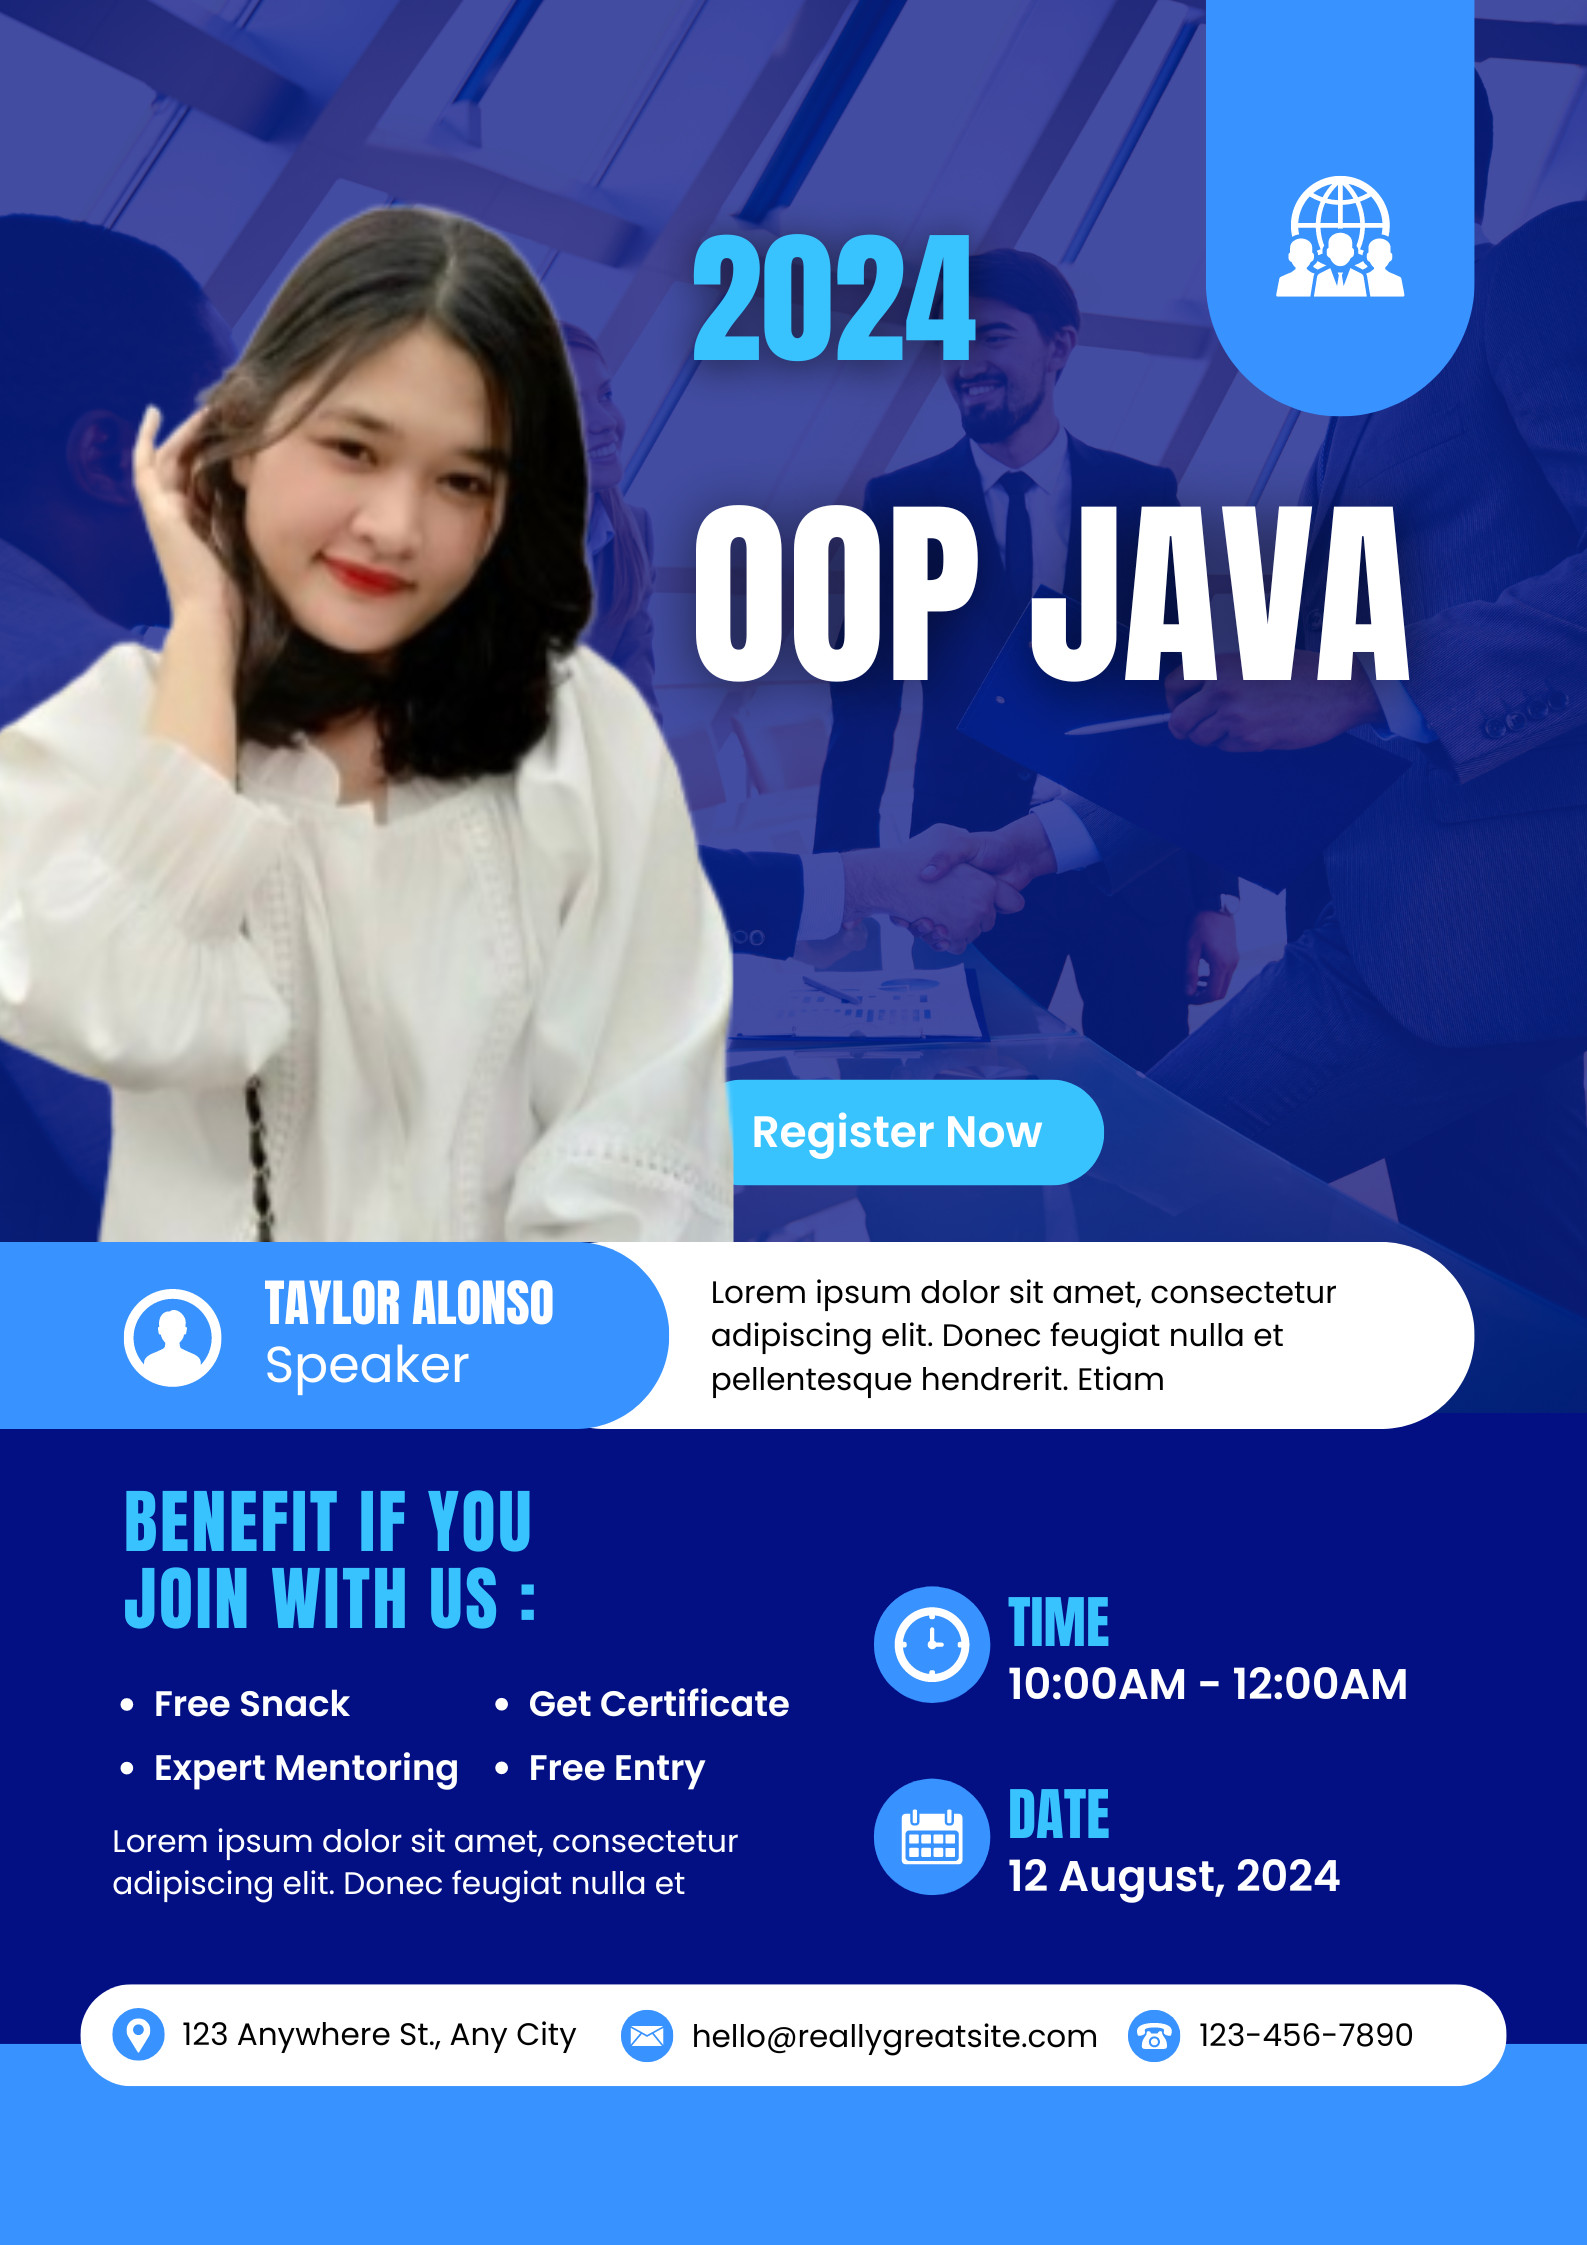 2024
OOP JAVA
Register Now
TAYLOR ALONSO
Speaker
Lorem ipsum dolor sit amet, consectetur
adipiscing elit. Donec feugiat nulla et
pellentesque hendrerit. Etiam
BENEFIT IF YOU
JOIN WITH US :
• Free Snack
• Expert Mentoring
• Get Certificate
• Free Entry
Lorem ipsum dolor sit amet, consectetur
adipiscing elit. Donec feugiat nulla et
TIME
10:00AM - 12:00AM
DATE
12 August, 2024
123 Anywhere St., Any City
hello@reallygreatsite.com
123-456-7890